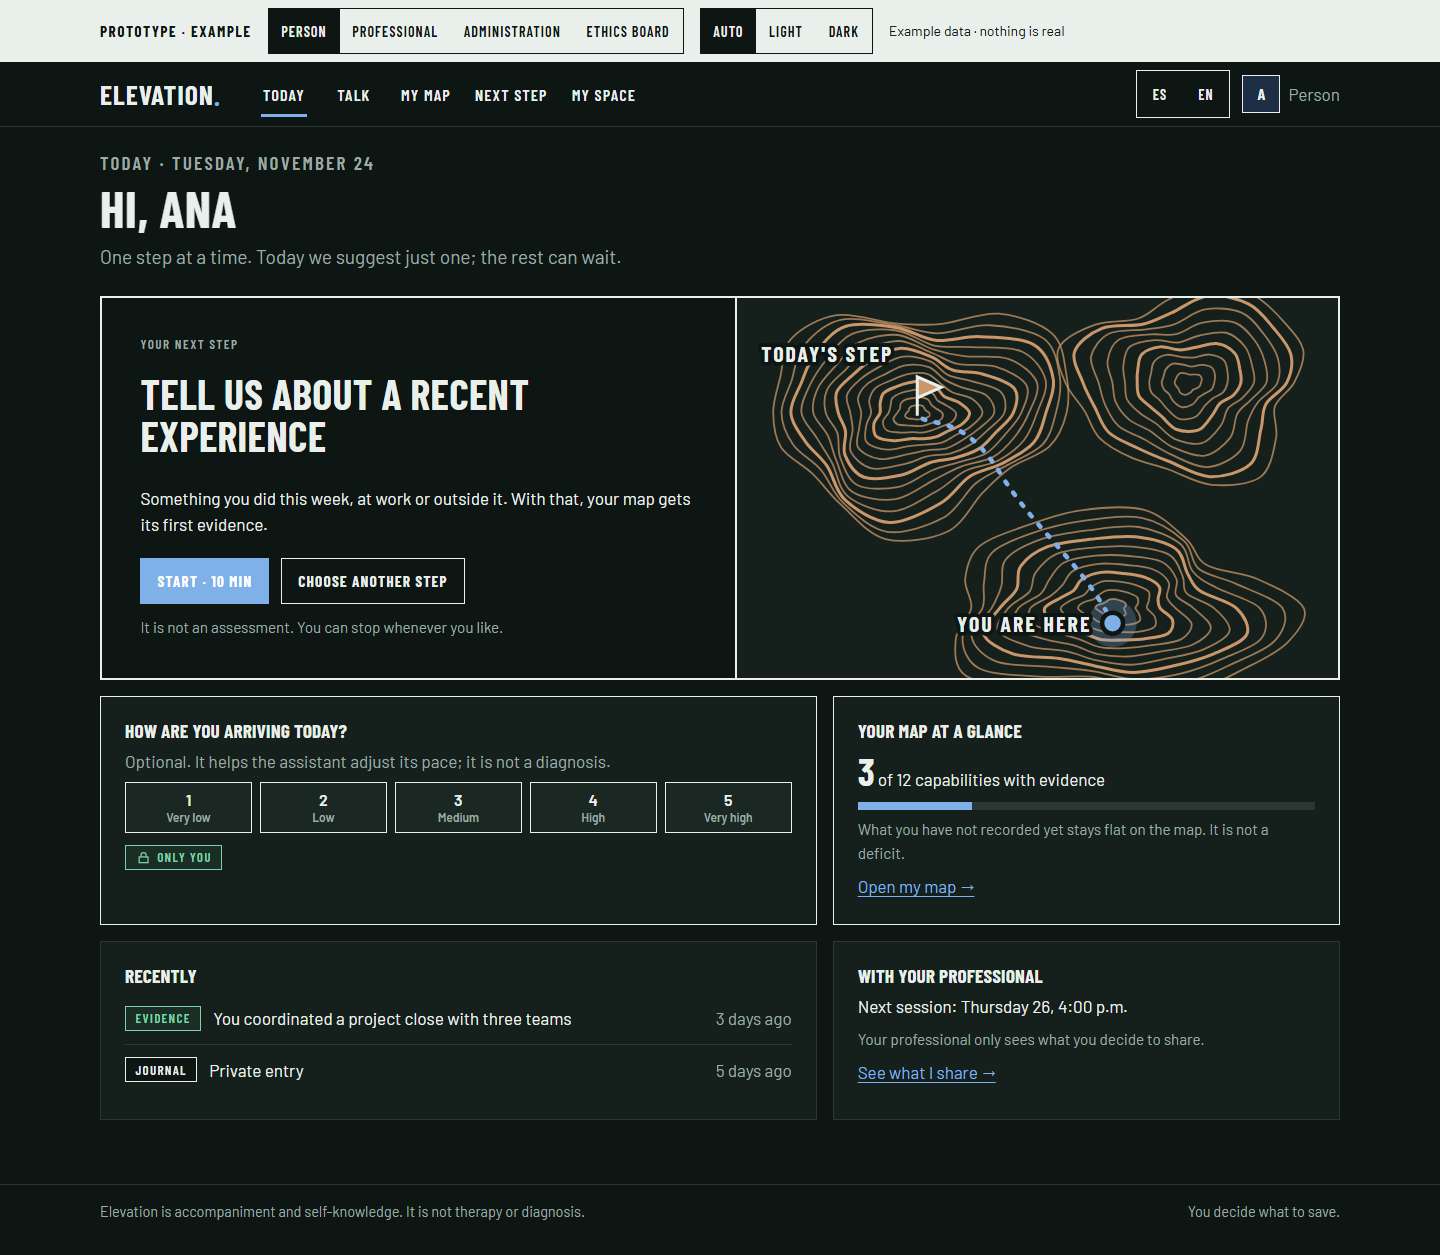 PROTOTYPE · EXAMPLE PERSON PROFESSIONAL ADMINISTRATION ETHICS BOARD AUTO LIGHT DARK Example data · nothing is real
ELEVATION. TODAY TALK MY MAP NEXT STEP MY SPACE ES EN A Person
TODAY · TUESDAY, NOVEMBER 24
HI, ANA
One step at a time. Today we suggest just one; the rest can wait.
YOUR NEXT STEP
TELL US ABOUT A RECENT
EXPERIENCE
Something you did this week, at work or outside it. With that, your map gets
its first evidence.
START · 10 MIN CHOOSE ANOTHER STEP
It is not an assessment. You can stop whenever you like.
TODAY'S STEP
YOU ARE HERE
HOW ARE YOU ARRIVING TODAY?
Optional. It helps the assistant adjust its pace; it is not a diagnosis.
1 2 3 4 5
Very low Low Medium High Very high
ONLY YOU
YOUR MAP AT A GLANCE
3 of 12 capabilities with evidence
What you have not recorded yet stays flat on the map. It is not a
deficit.
Open my map →
RECENTLY
EVIDENCE You coordinated a project close with three teams 3 days ago
JOURNAL Private entry 5 days ago
WITH YOUR PROFESSIONAL
Next session: Thursday 26, 4:00 p.m.
Your professional only sees what you decide to share.
See what I share →
Elevation is accompaniment and self-knowledge. It is not therapy or diagnosis. You decide what to save.